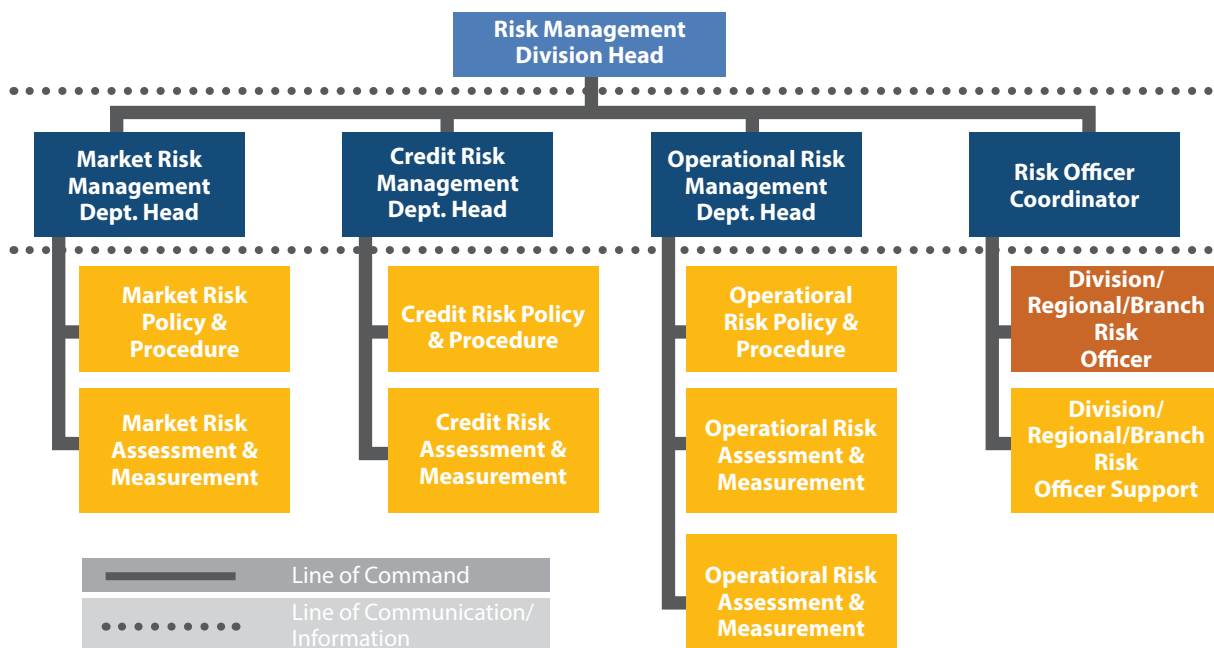 Risk Management
Division Head
Market Risk
Management
Dept. Head
Credit Risk
Management
Dept. Head
Operational Risk
Management
Dept. Head
Risk Officer
Coordinator
Market Risk
Policy &
Procedure
Credit Risk Policy
& Procedure
Operatioral
Risk Policy &
Procedure
Division/
Regional/Branch
Risk
Officer
Market Risk
Assessment &
Measurement
Credit Risk
Assessment &
Measurement
Operatioral Risk
Assessment &
Measurement
Division/
Regional/Branch
Risk
Officer Support
Operatioral Risk
Assessment &
Measurement
Line of Command
Line of Communication/
Information